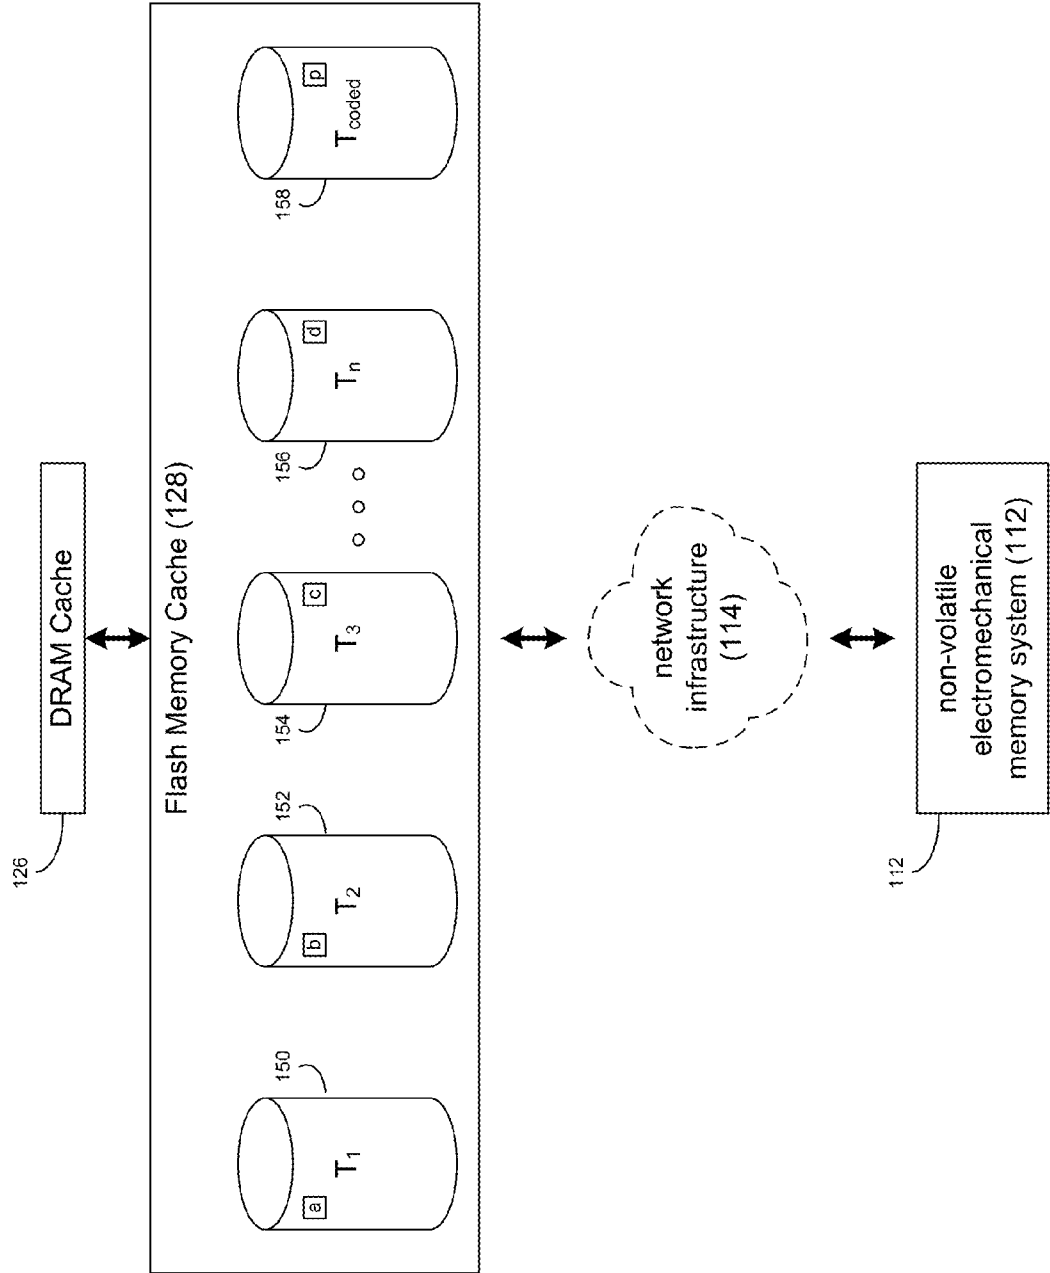 126
DRAM Cache
Flash Memory Cache (128)
150
152
154
156
158
a
b
c
d
p
T1
T2
T3
Tn
Tcoded
network
infrastructure
(114)
112
non-volatile
electromechanical
memory system (112)